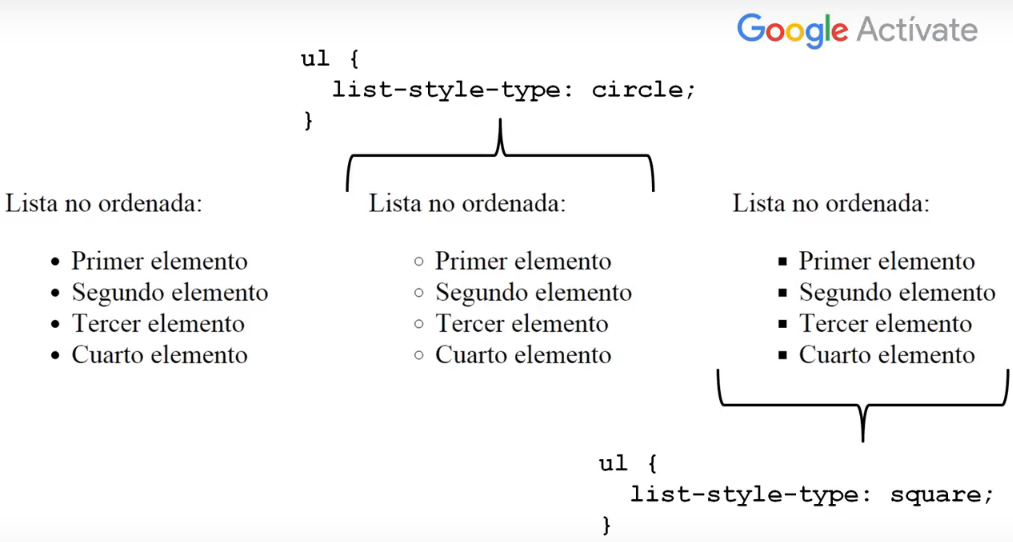 Google Actívate
ul {
list-style-type: circle;
}
Lista no ordenada:
• Primer elemento
• Segundo elemento
• Tercer elemento
• Cuarto elemento
Lista no ordenada:
○ Primer elemento
○ Segundo elemento
○ Tercer elemento
○ Cuarto elemento
Lista no ordenada:
▪ Primer elemento
▪ Segundo elemento
▪ Tercer elemento
▪ Cuarto elemento
ul {
list-style-type: square;
}